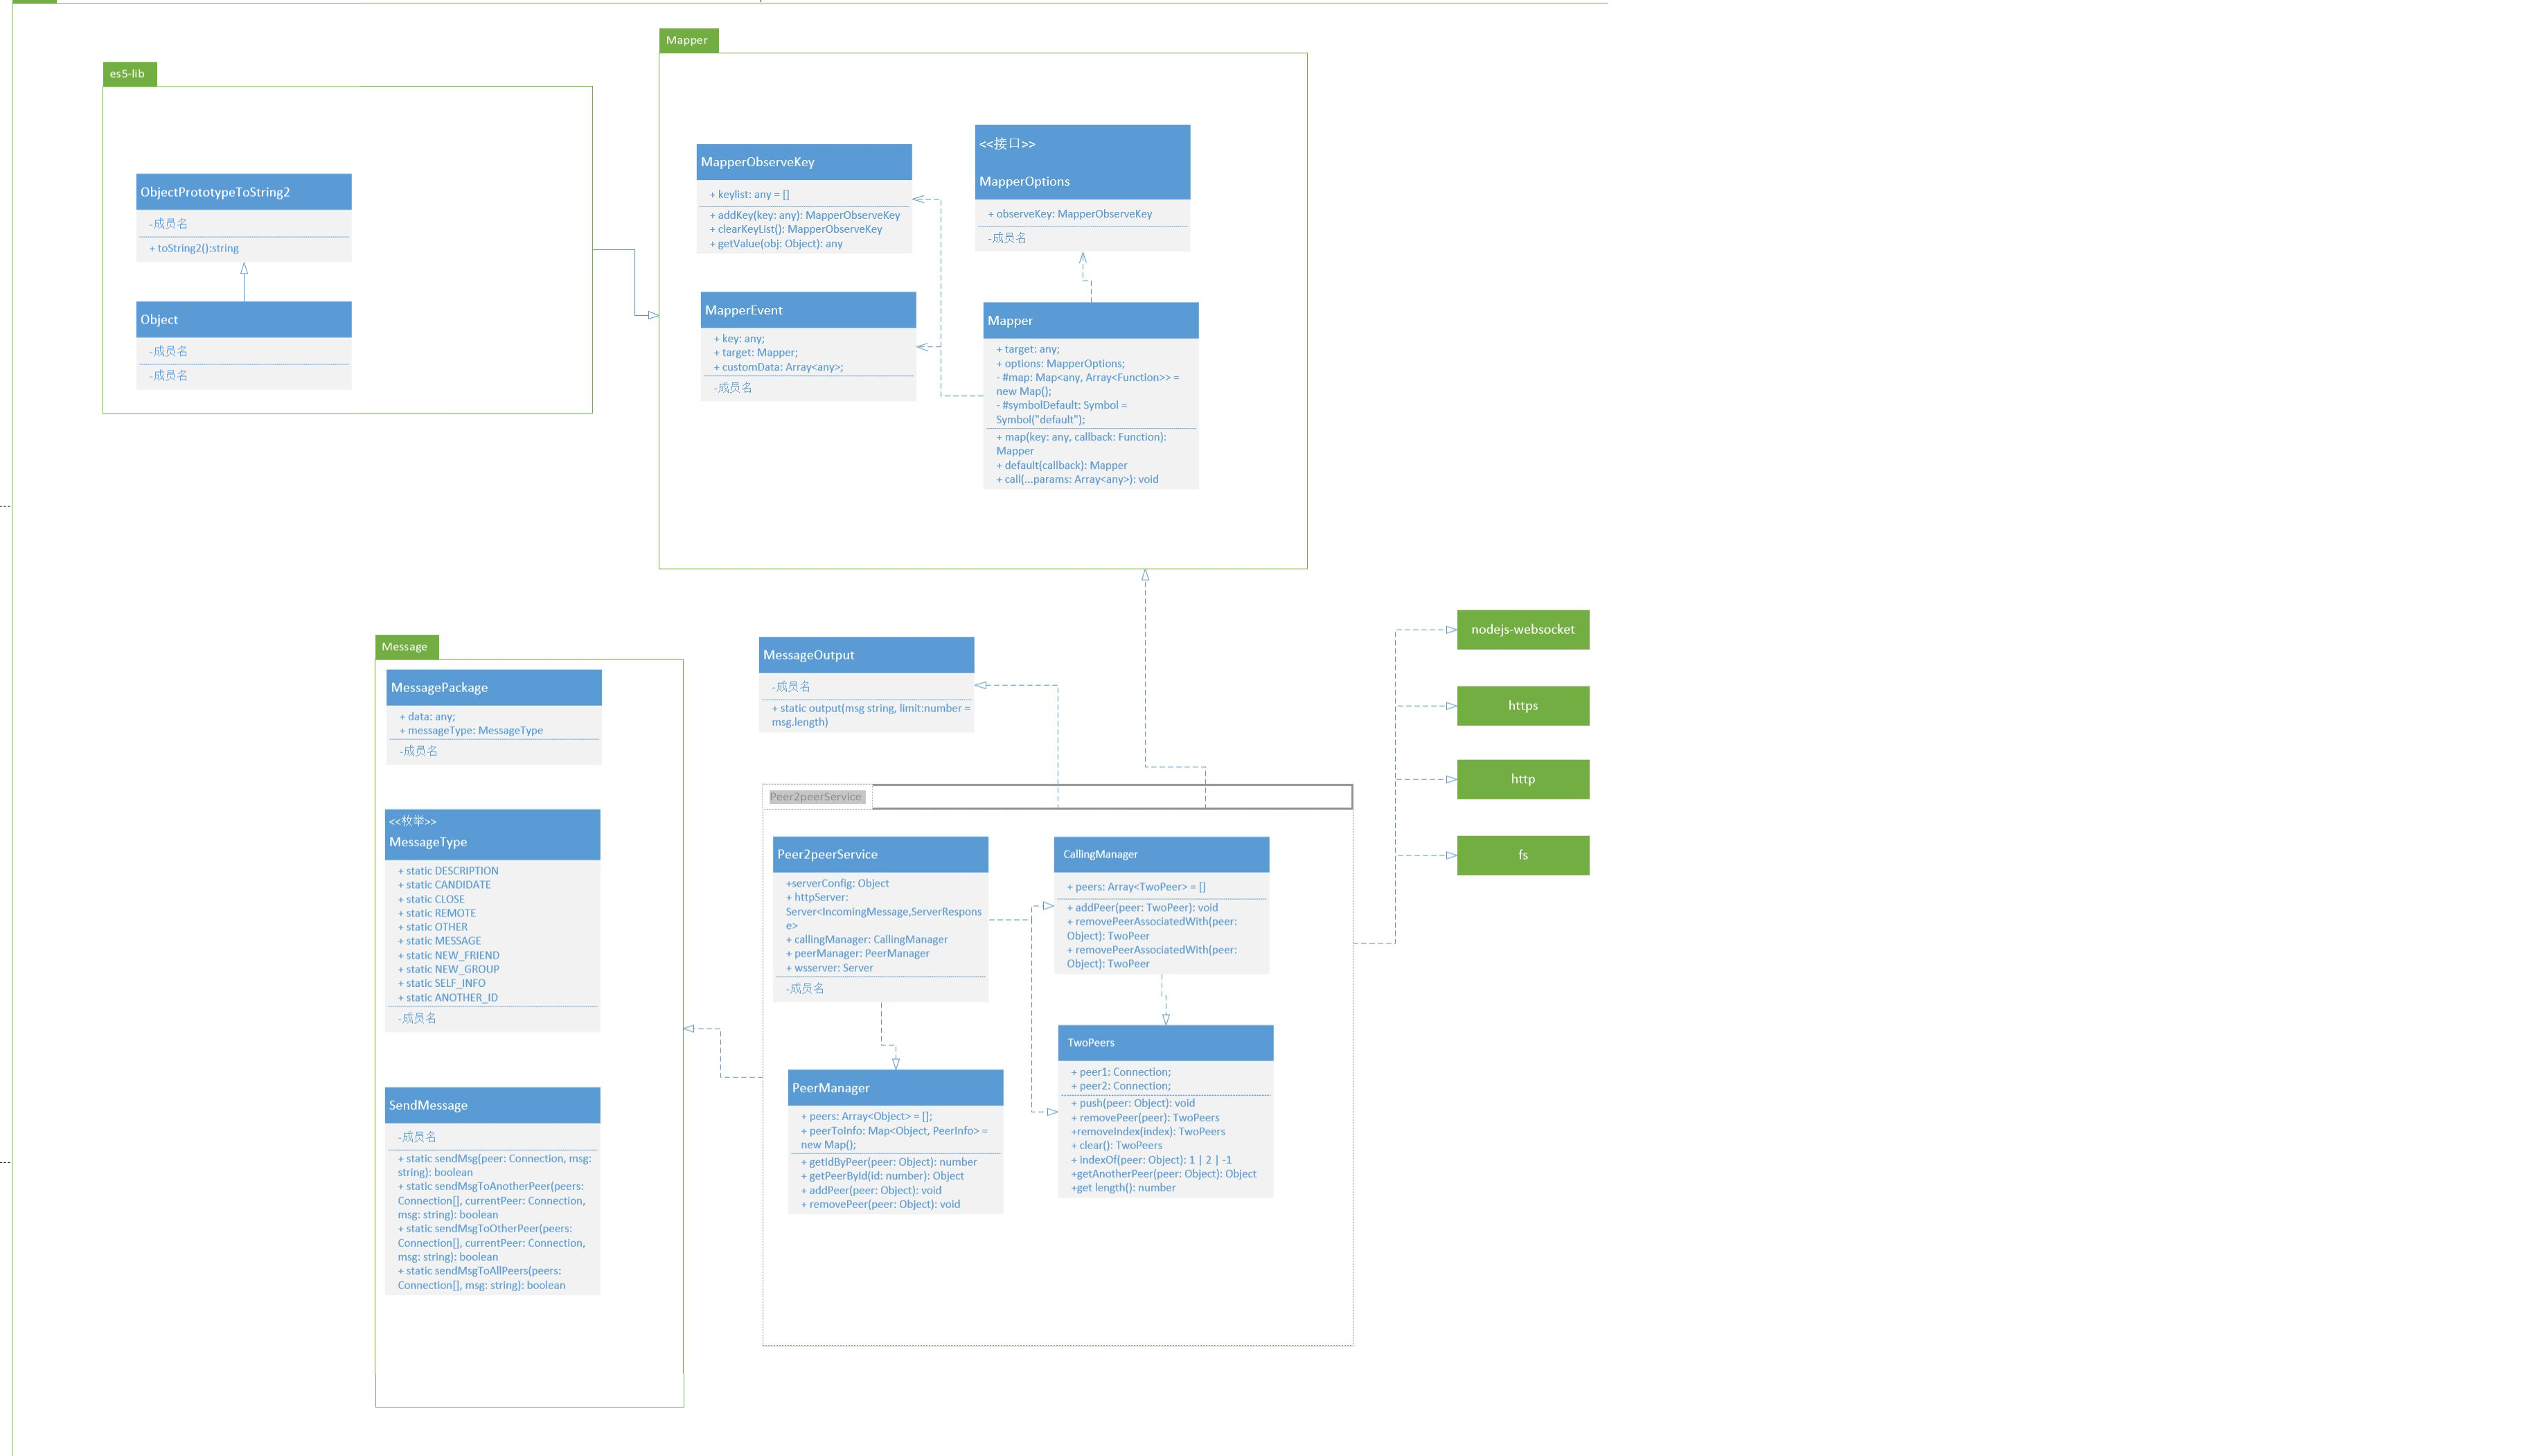 es5-lib
ObjectPrototypeToString2
-成员名
+ toString2():string
Object
-成员名
-成员名
Mapper
MapperObserveKey
+ keylist: any = []
+ addKey(key: any): MapperObserveKey
+ clearKeyList(): MapperObserveKey
+ getValue(obj: Object): any
<<接口>>
MapperOptions
+ observeKey: MapperObserveKey
-成员名
MapperEvent
+ key: any;
+ target: Mapper;
+ customData: Array<any>;
-成员名
Mapper
+ target: any;
+ options: MapperOptions;
- #map: Map<any, Array<Function>> =
new Map();
- #symbolDefault: Symbol =
Symbol("default");
+ map(key: any, callback: Function):
Mapper
+ default(callback): Mapper
+ call(...params: Array<any>): void
Message
MessagePackage
+ data: any;
+ messageType: MessageType
-成员名
<<枚举>>
MessageType
+ static DESCRIPTION
+ static CANDIDATE
+ static CLOSE
+ static REMOTE
+ static OTHER
+ static MESSAGE
+ static NEW_FRIEND
+ static NEW_GROUP
+ static SELF_INFO
+ static ANOTHER_ID
-成员名
SendMessage
-成员名
+ static sendMsg(peer: Connection, msg:
string): boolean
+ static sendMsgToAnotherPeer(peers:
Connection[], currentPeer: Connection,
msg: string): boolean
+ static sendMsgToOtherPeer(peers:
Connection[], currentPeer: Connection,
msg: string): boolean
+ static sendMsgToAllPeers(peers:
Connection[], msg: string): boolean
MessageOutput
-成员名
+ static output(msg string, limit:number =
msg.length)
Peer2peerService
Peer2peerService
+serverConfig: Object
+ httpServer:
Server<IncomingMessage,ServerRespons
e>
+ callingManager: CallingManager
+ peerManager: PeerManager
+ wsserver: Server
-成员名
CallingManager
+ peers: Array<TwoPeer> = []
+ addPeer(peer: TwoPeer): void
+ removePeerAssociatedWith(peer:
Object): TwoPeer
+ removePeerAssociatedWith(peer:
Object): TwoPeer
PeerManager
+ peers: Array<Object> = [];
+ peerToInfo: Map<Object, PeerInfo> =
new Map();
+ getIdByPeer(peer: Object): number
+ getPeerById(id: number): Object
+ addPeer(peer: Object): void
+ removePeer(peer: Object): void
TwoPeers
+ peer1: Connection;
+ peer2: Connection;
+ push(peer: Object): void
+ removePeer(peer): TwoPeers
+removeIndex(index): TwoPeers
+ clear(): TwoPeers
+ indexOf(peer: Object): 1 | 2 | -1
+getAnotherPeer(peer: Object): Object
+get length(): number
nodejs-websocket
https
http
fs